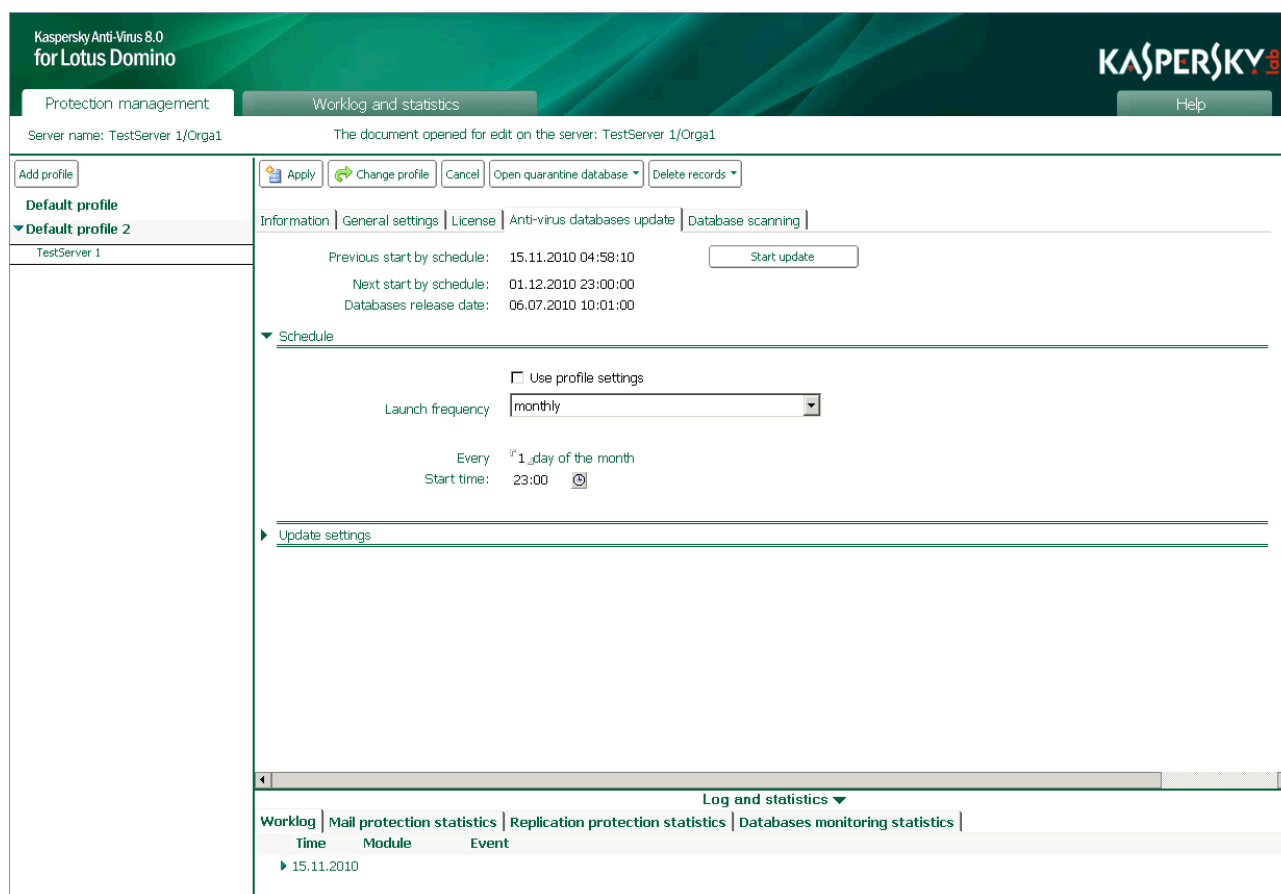 Kaspersky Anti-Virus 8.0
for Lotus Domino
KASPERSKY lab
Protection management
Worklog and statistics
Help
Server name: TestServer 1/Orga1
The document opened for edit on the server: TestServer 1/Orga1
Add profile
Default profile
Default profile 2
TestServer 1
Apply Change profile Cancel Open quarantine database Delete records
Information General settings License Anti-virus databases update Database scanning
Previous start by schedule: 15.11.2010 04:58:10 Start update
Next start by schedule: 01.12.2010 23:00:00
Databases release date: 06.07.2010 10:01:00
Schedule
Use profile settings
Launch frequency monthly
Every 1 day of the month
Start time: 23:00
Update settings
Log and statistics
Worklog Mail protection statistics Replication protection statistics Databases monitoring statistics
Time Module Event
15.11.2010